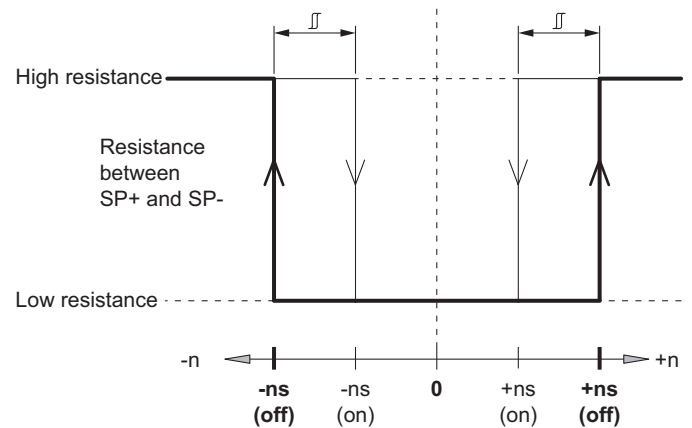 High resistance
Resistance
between
SP+ and SP-
Low resistance
-n
+n
-ns
(off)
-ns
(on)
0
+ns
(on)
+ns
(off)